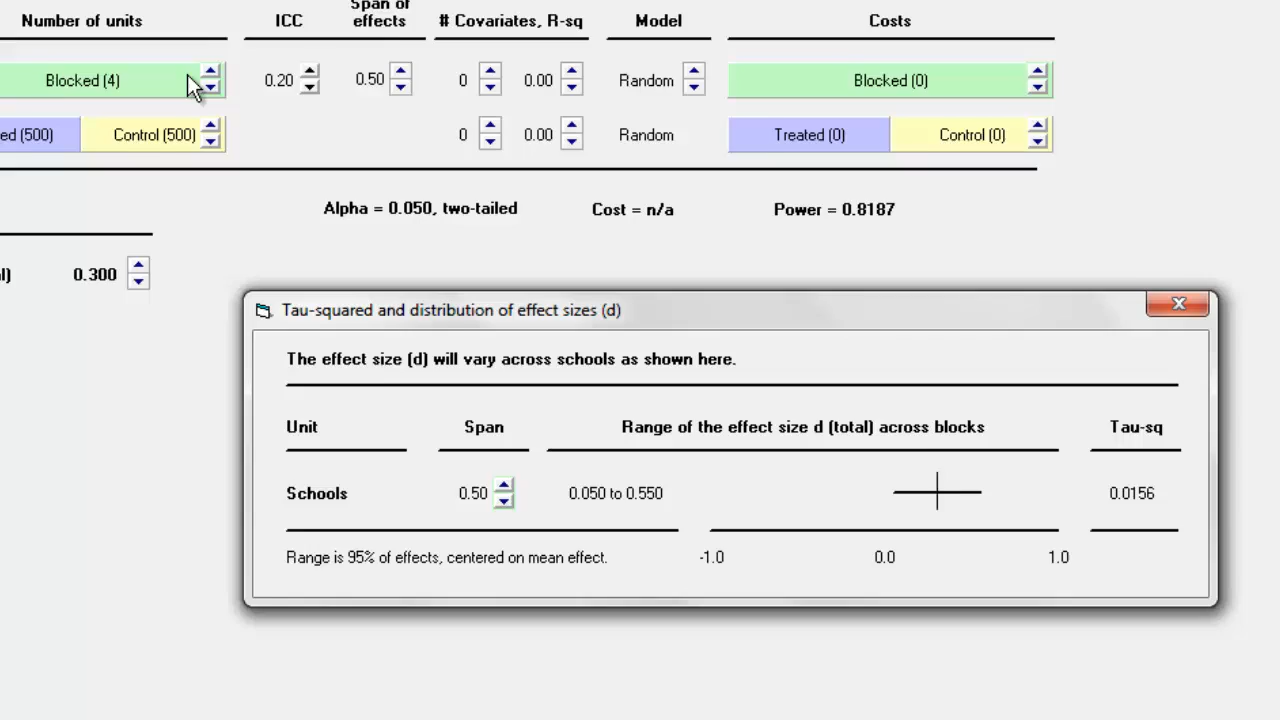 Number of units ICC Span of effects # Covariates, R-sq Model Costs
Blocked (4) 0.20 0.50 0 0.00 Random Blocked (0)
ed (500) Control (500) 0 0.00 Random Treated (0) Control (0)
Alpha = 0.050, two-tailed Cost = n/a Power = 0.8187
l) 0.300
Tau-squared and distribution of effect sizes (d)
The effect size (d) will vary across schools as shown here.
Unit Span Range of the effect size d (total) across blocks Tau-sq
Schools 0.50 0.050 to 0.550 0.0156
Range is 95% of effects, centered on mean effect. -1.0 0.0 1.0